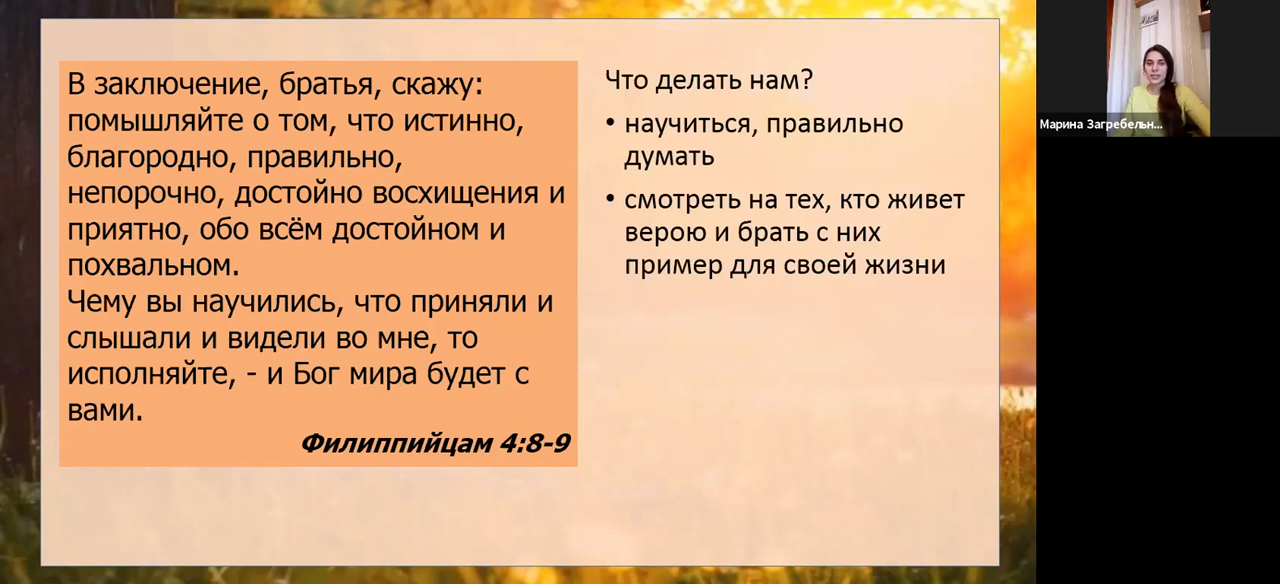 В заключение, братья, скажу:
помышляйте о том, что истинно,
благородно, правильно,
непорочно, достойно восхищения и
приятно, обо всём достойном и
похвальном.
Чему вы научились, что приняли и
слышали и видели во мне, то
исполняйте, - и Бог мира будет с
вами.
Филиппийцам 4:8-9
Что делать нам?
• научиться, правильно
думать
• смотреть на тех, кто живет
верою и брать с них
пример для своей жизни
Марина Загребельн...